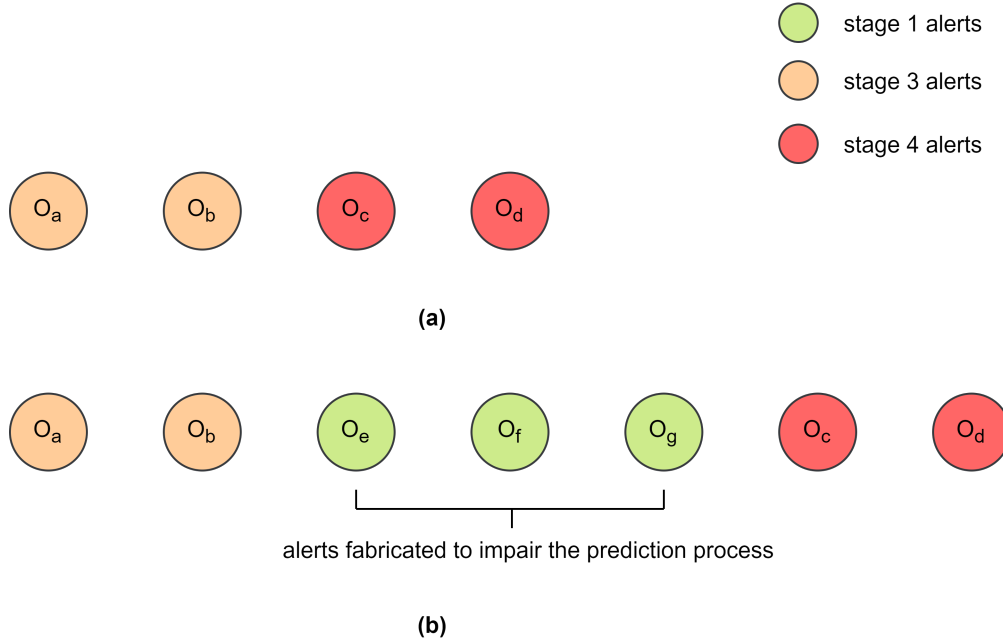 stage 1 alerts
stage 3 alerts
stage 4 alerts
Oa Ob Oc Od
(a)
Oa Ob Oe Of Og Oc Od
alerts fabricated to impair the prediction process
(b)